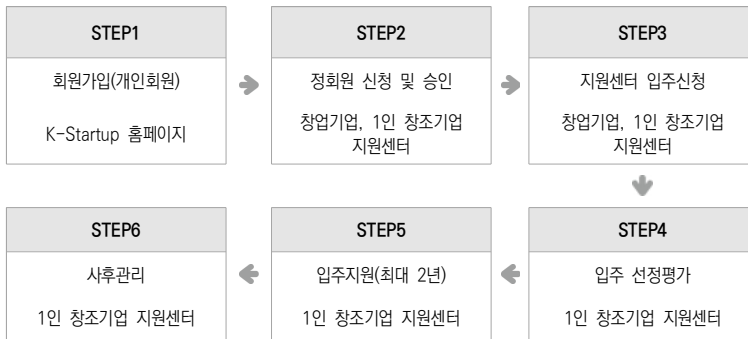 STEP1
회원가입(개인회원)
K-Startup 홈페이지
STEP2
정회원 신청 및 승인
창업기업, 1인 창조기업
지원센터
STEP3
지원센터 입주신청
창업기업, 1인 창조기업
지원센터
STEP4
입주 선정평가
1인 창조기업 지원센터
STEP5
입주지원(최대 2년)
1인 창조기업 지원센터
STEP6
사후관리
1인 창조기업 지원센터